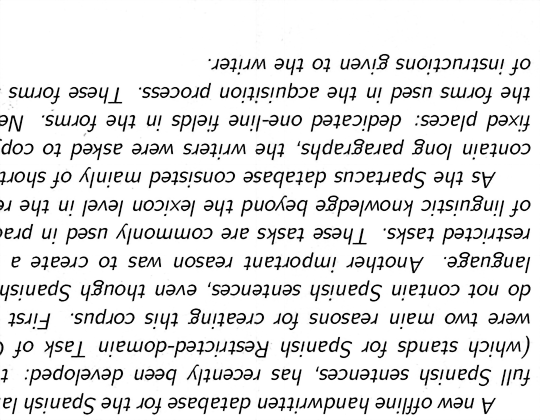 A new offline handwritten database for the Spanish la
full Spanish sentences, has recently been developed: t
(which stands for Spanish Restricted-domain Task of C
were two main reasons for creating this corpus. First
do not contain Spanish sentences, even though Spanish
language. Another important reason was to create a
restricted tasks. These tasks are commonly used in prac
of linguistic knowledge beyond the lexicon level in the re
As the Spartacus database consisted mainly of short
contain long paragraphs, the writers were asked to copy
fixed places: dedicated one-line fields in the forms. Ne
the forms used in the acquisition process. These forms
of instructions given to the writer.